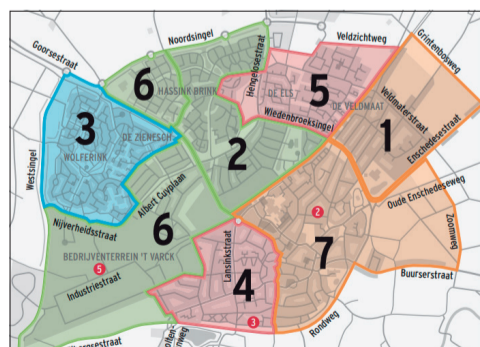 Goorsestraat
Noordsingel
Hengelosestraat
Veldzichtweg
Grintenbosweg
6
HASSINK BRINK
DE ELS
5
DE VELDMAAT
Veldmaterstraat
1
Enschedesestraat
3
WOLFERINK
DE ZIENESCH
Wiedenbroeksingel
2
Westsingel
Albert Cuyplaan
Oude Enschedeseweg
2
Nijverheidsstraat
6
7
Zoomweg
BEDRIJVENTERREIN 'T VARCK
5
Lansinkstraat
Industriestraat
4
Buurserstraat
3
Rondweg